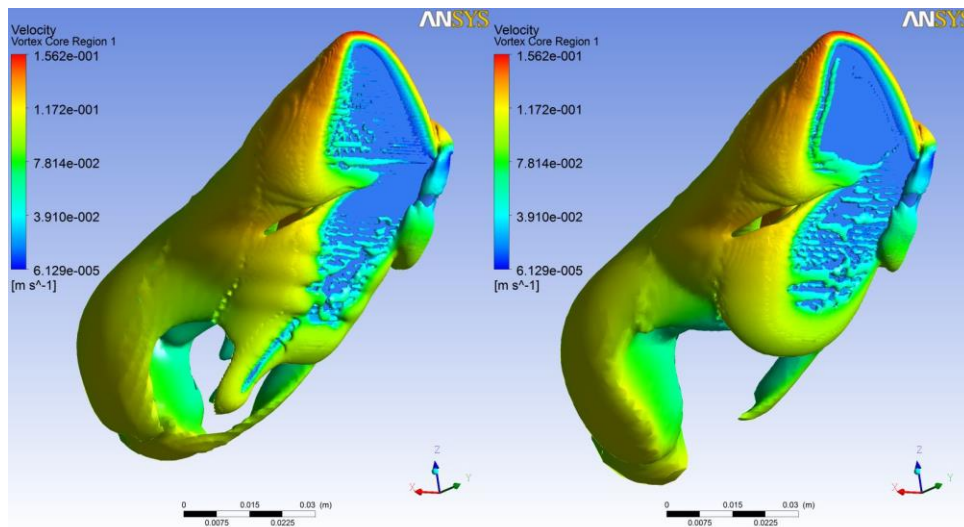 ANSYS
Velocity
Vortex Core Region 1
1.562e-001
1.172e-001
7.814e-002
3.910e-002
6.129e-005
[m s^-1]
Z
X
Y
0 0.015 0.03 (m)
0.0075 0.0225
ANSYS
Velocity
Vortex Core Region 1
1.562e-001
1.172e-001
7.814e-002
3.910e-002
6.129e-005
[m s^-1]
Z
X
Y
0 0.015 0.03 (m)
0.0075 0.0225